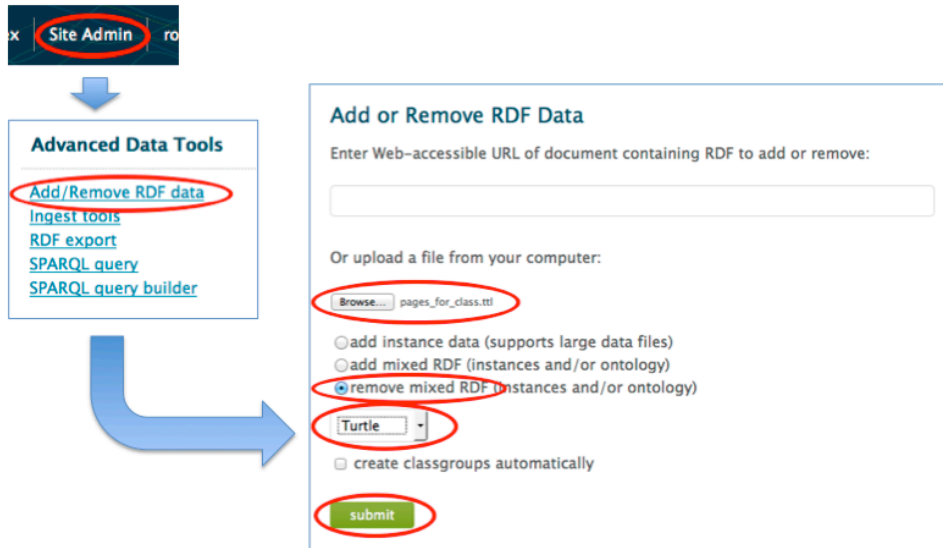 ex
Site Admin
ro
Advanced Data Tools
Add/Remove RDF data
Ingest tools
RDF export
SPARQL query
SPARQL query builder
Add or Remove RDF Data
Enter Web-accessible URL of document containing RDF to add or remove:
Or upload a file from your computer:
Browse... pages_for_class.ttl
add instance data (supports large data files)
add mixed RDF (instances and/or ontology)
remove mixed RDF (instances and/or ontology)
Turtle
create classgroups automatically
submit